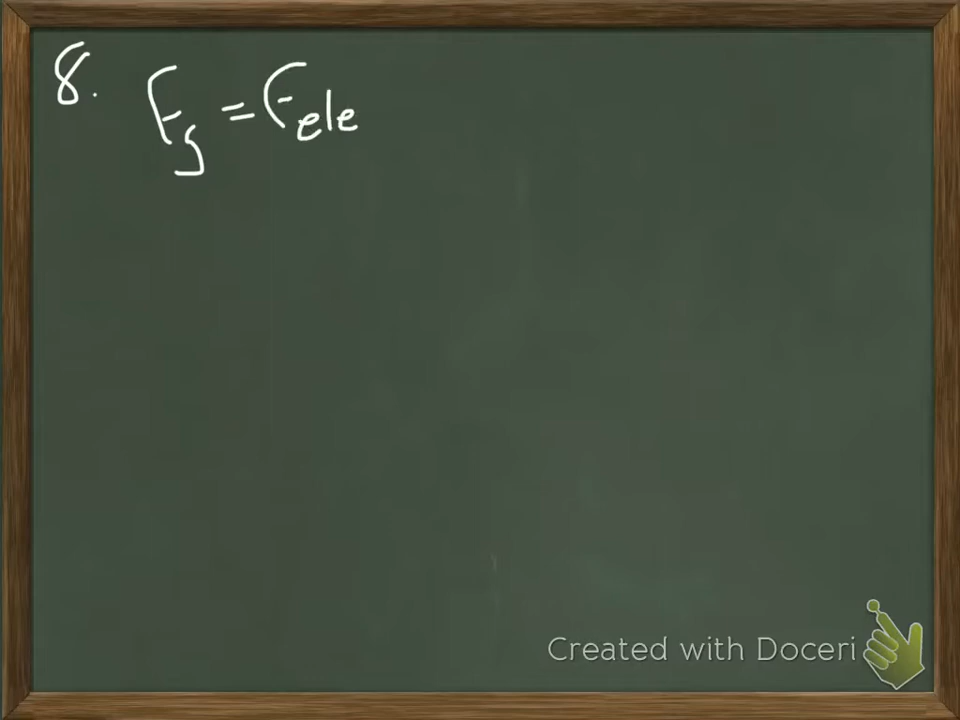 8. Fg = Fele
Created with Doceri